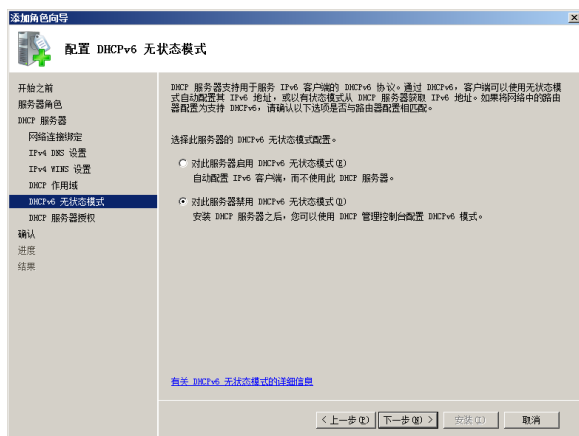 添加角色向导
配置 DHCPv6 无状态模式
开始之前
服务器角色
DHCP 服务器
网络连接绑定
IPv4 DNS 设置
IPv4 WINS 设置
DHCP 作用域
DHCPv6 无状态模式
DHCP 服务器授权
确认
进度
结果
DHCP 服务器支持用于服务 IPv6 客户端的 DHCPv6 协议。通过 DHCPv6，客户端可以使用无状态模
式自动配置其 IPv6 地址，或以有状态模式从 DHCP 服务器获取 IPv6 地址。如果将网络中的路由
器配置为支持 DHCPv6，请确认以下选项是否与路由器配置相匹配。
选择此服务器的 DHCPv6 无状态模式配置。
对此服务器启用 DHCPv6 无状态模式(E)
自动配置 IPv6 客户端，而不使用此 DHCP 服务器。
对此服务器禁用 DHCPv6 无状态模式(D)
安装 DHCP 服务器之后，您可以使用 DHCP 管理控制台配置 DHCPv6 模式。
有关 DHCPv6 无状态模式的详细信息
< 上一步(P) 下一步(N) > 安装(I) 取消